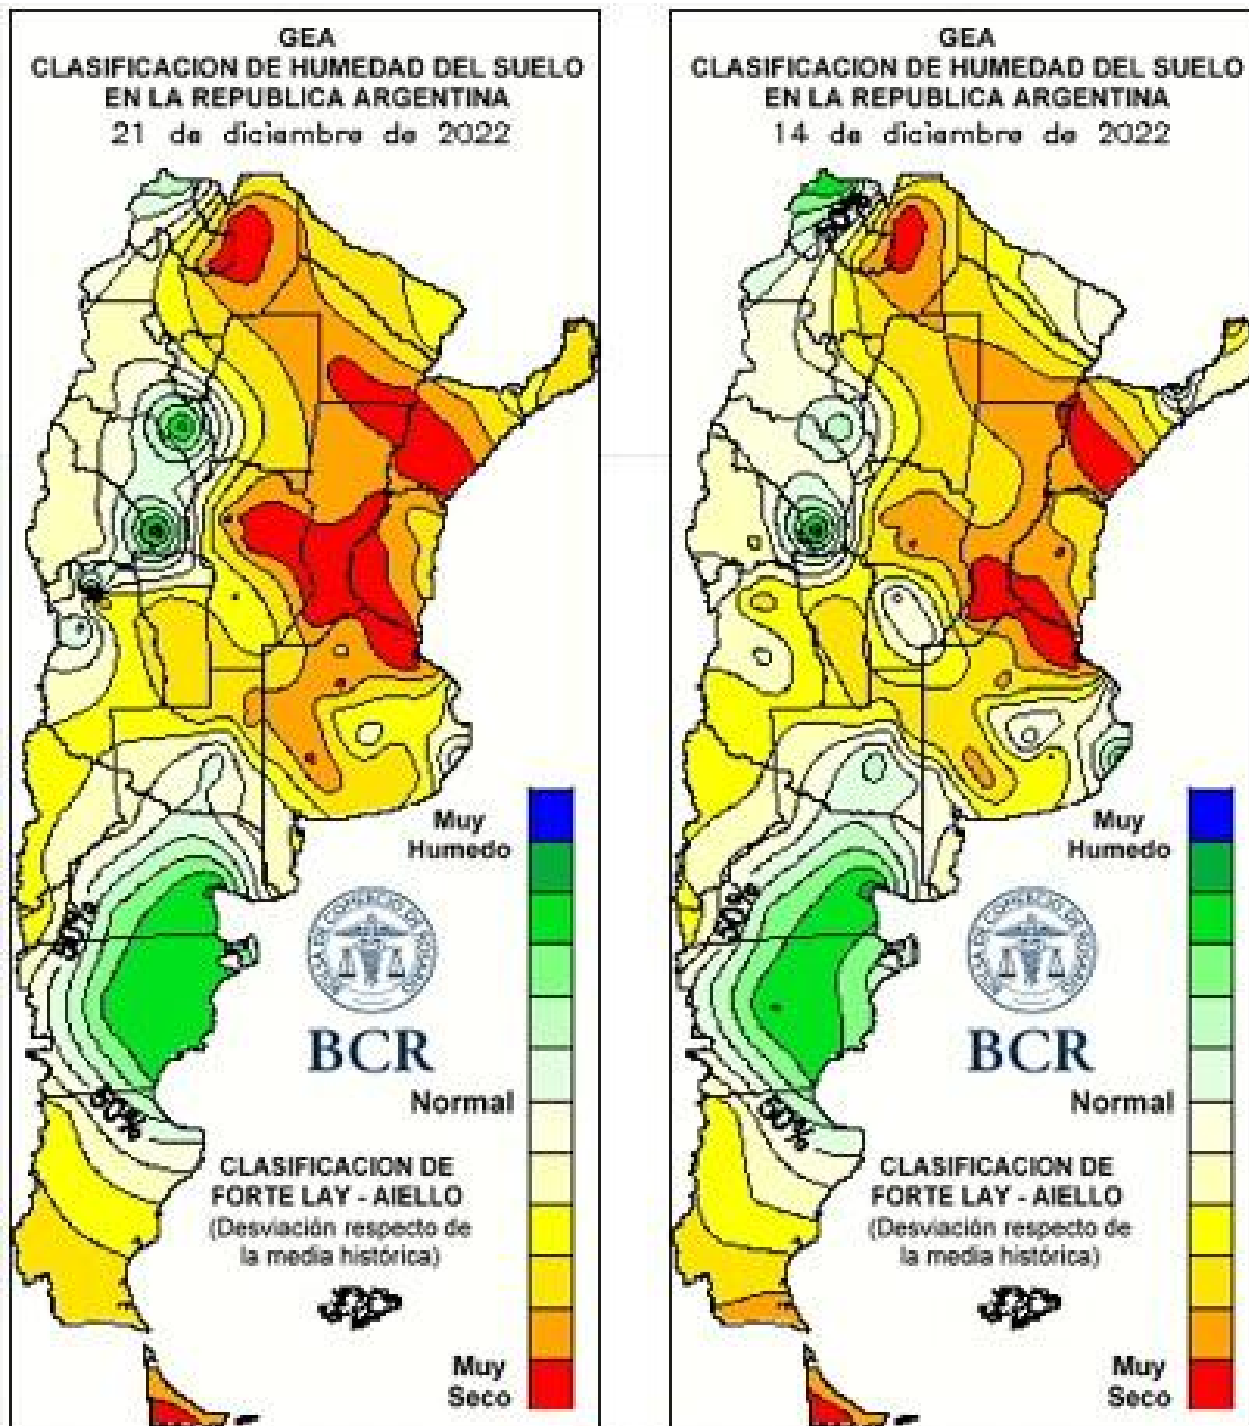 GEA
CLASIFICACION DE HUMEDAD DEL SUELO
EN LA REPUBLICA ARGENTINA
21 de diciembre de 2022
50%
Muy
Humedo
BCR
Normal
50%
CLASIFICACION DE
FORTE LAY - AIELLO
(Desviación respecto de
la media histórica)
Muy
Seco
GEA
CLASIFICACION DE HUMEDAD DEL SUELO
EN LA REPUBLICA ARGENTINA
14 de diciembre de 2022
50%
Muy
Humedo
BCR
Normal
50%
CLASIFICACION DE
FORTE LAY - AIELLO
(Desviación respecto de
la media histórica)
Muy
Seco